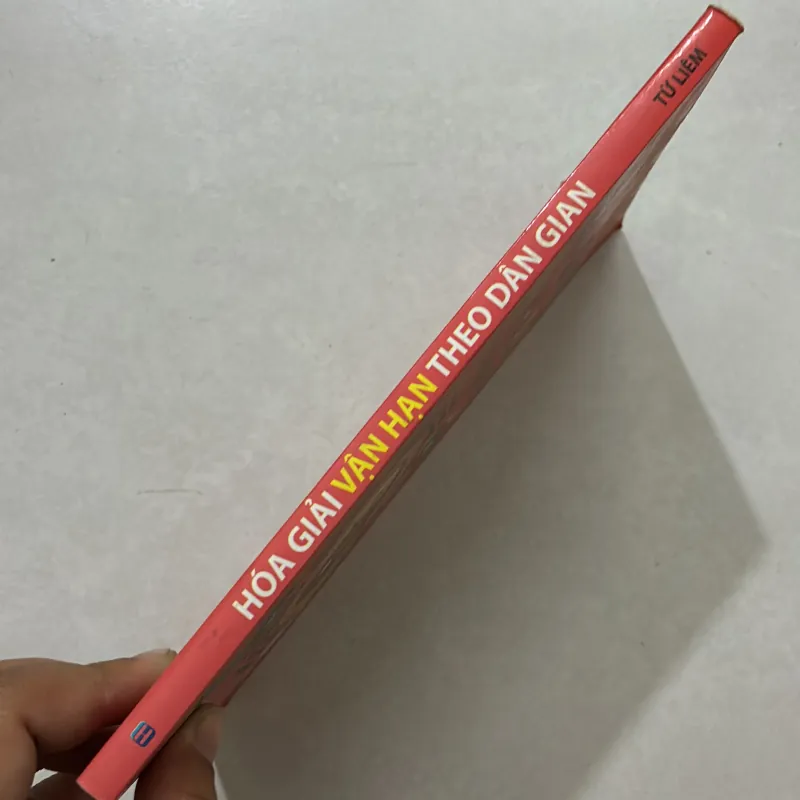 HÓA GIẢI VẬN HẠN THEO DÂN GIAN
TỪ LIÊM